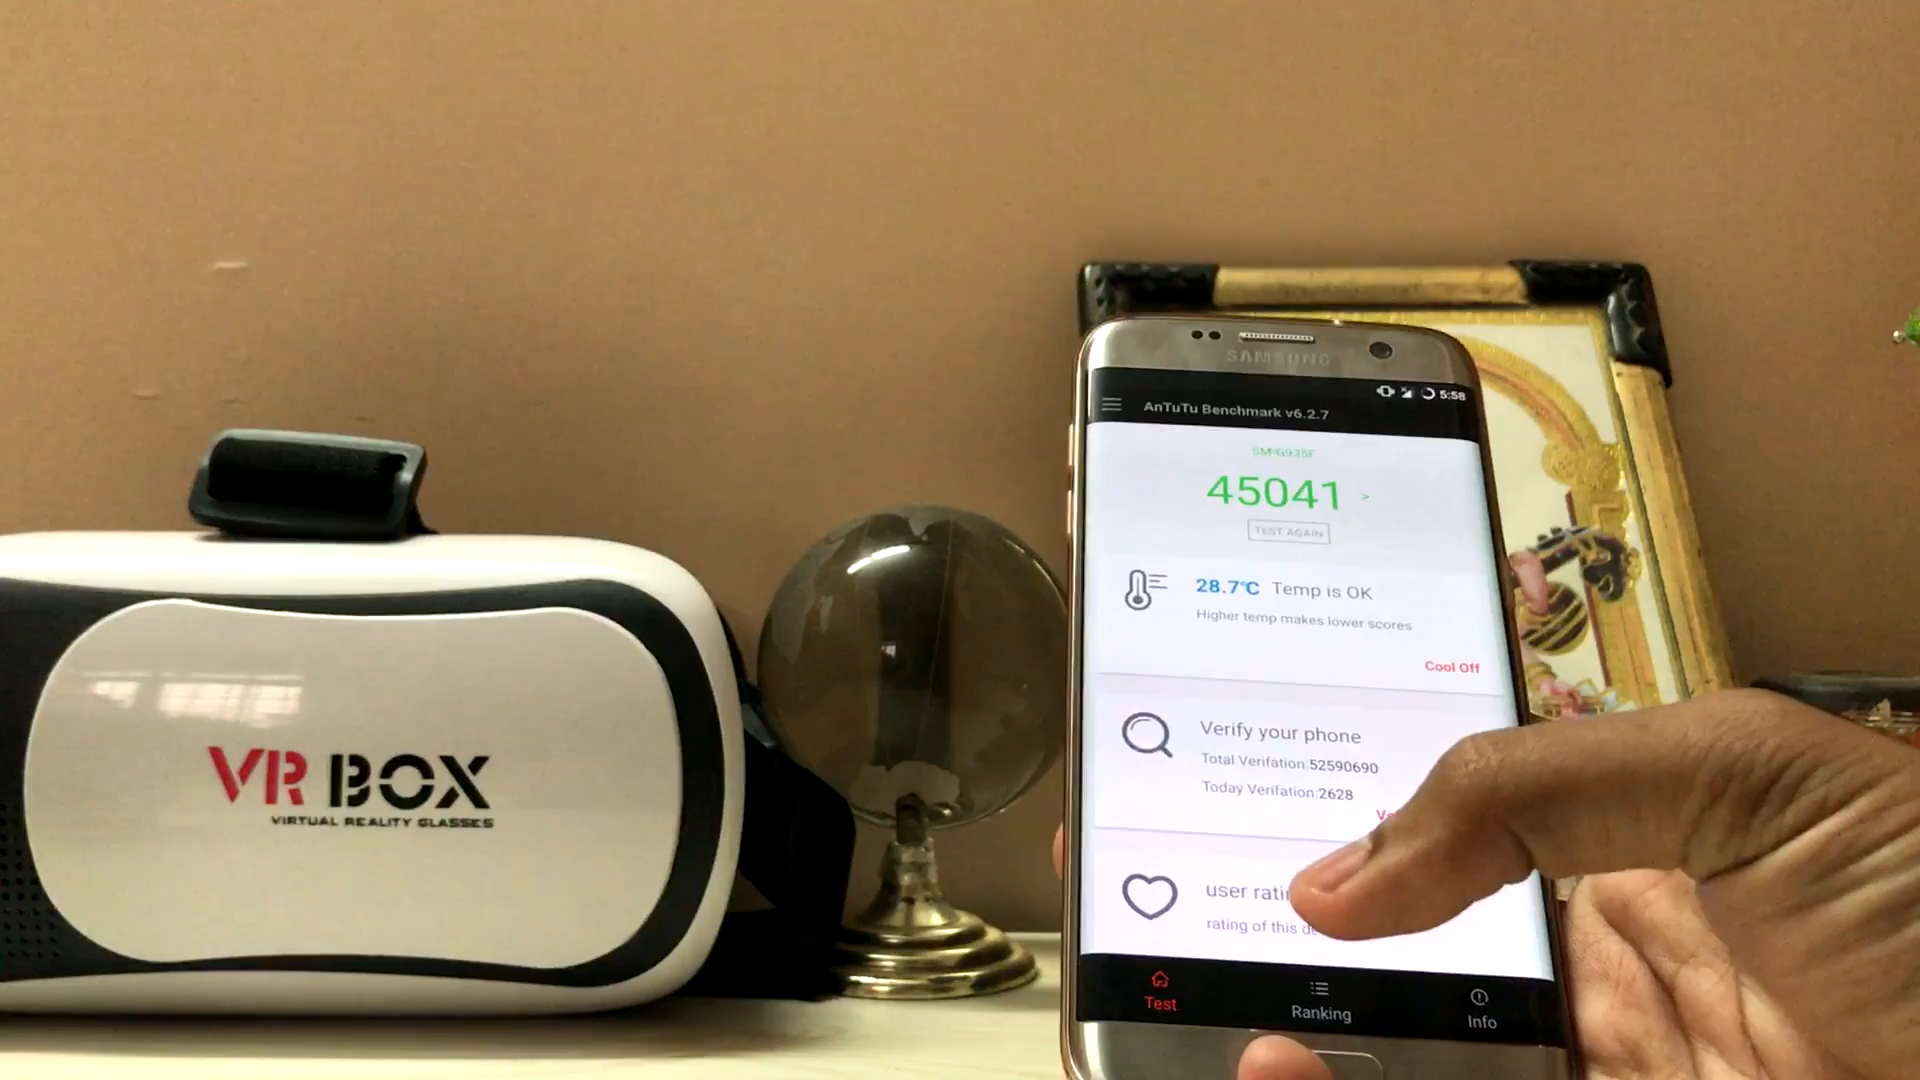 VR BOX
VIRTUAL REALITY GLASSES
SAMSUNG
5:58
AnTuTu Benchmark v6.2.7
SM-G935F
45041 >
TEST AGAIN
28.7°C Temp is OK
Higher temp makes lower scores
Cool Off
Verify your phone
Total Verifation:52590690
Today Verifation:2628
user
rating of this
Test
Ranking
Info